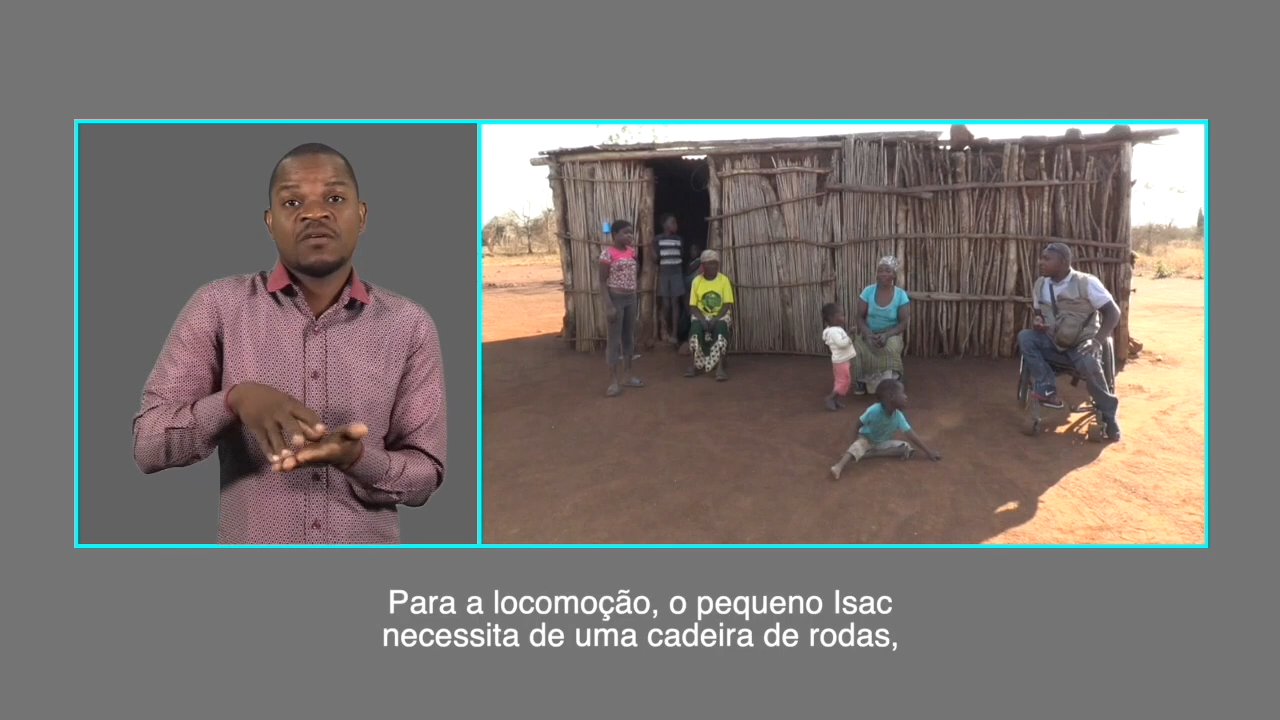 Para a locomoção, o pequeno Isac
necessita de uma cadeira de rodas,